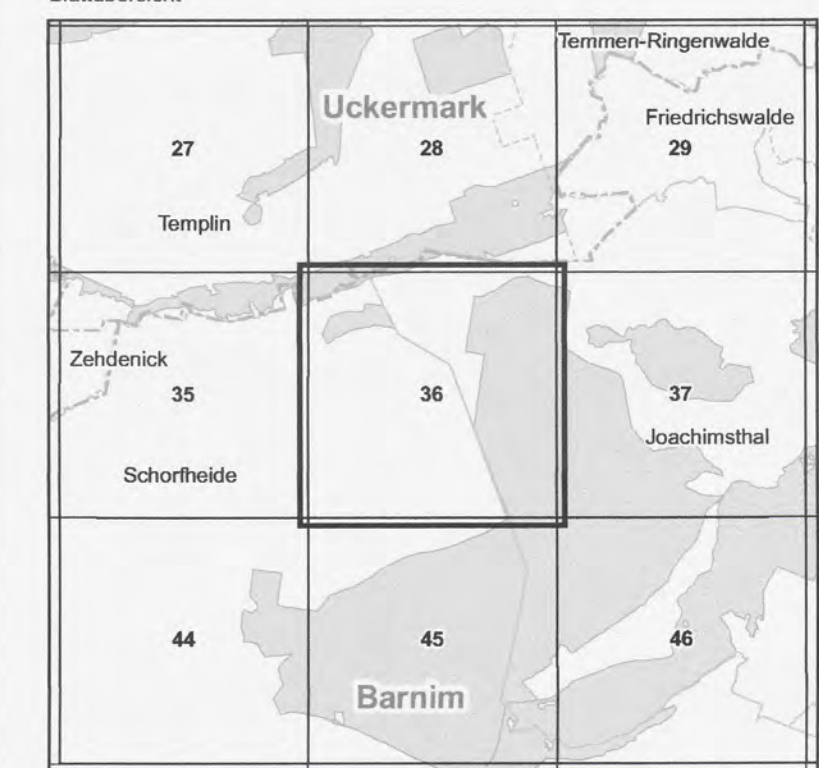 Temmen-Ringenwalde
Uckermark
Friedrichswalde
27
28
29
Templin
Zehdenick
35
36
37
Joachimsthal
Schorfheide
44
45
46
Barnim